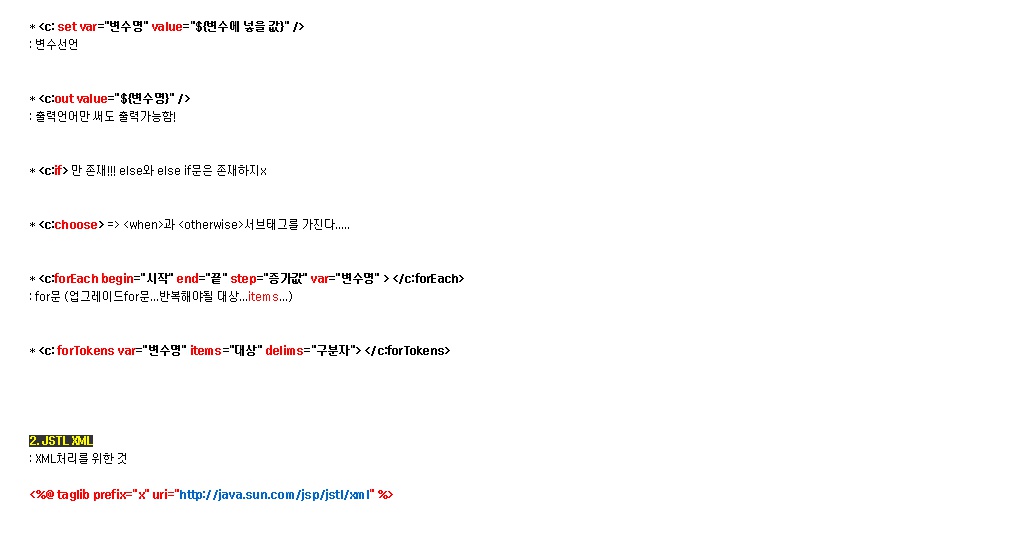 * <c: set var="변수명" value="${변수에 넣을 값}" />
: 변수선언
* <c:out value="${변수명}" />
: 출력언어만 써도 출력가능함!
* <c:if> 만 존재!!! else와 else if문은 존재하지x
* <c:choose> => <when>과 <otherwise>서브태그를 가진다.....
* <c:forEach begin="시작" end="끝" step="증가값" var="변수명" > </c:forEach>
: for문 (업그레이드for문...반복해야될 대상...items...)
* <c: forTokens var="변수명" items="대상" delims="구분자"> </c:forTokens>
2. JSTL XML
: XML처리를 위한 것
<%@ taglib prefix="x" uri="http://java.sun.com/jsp/jstl/xml" %>